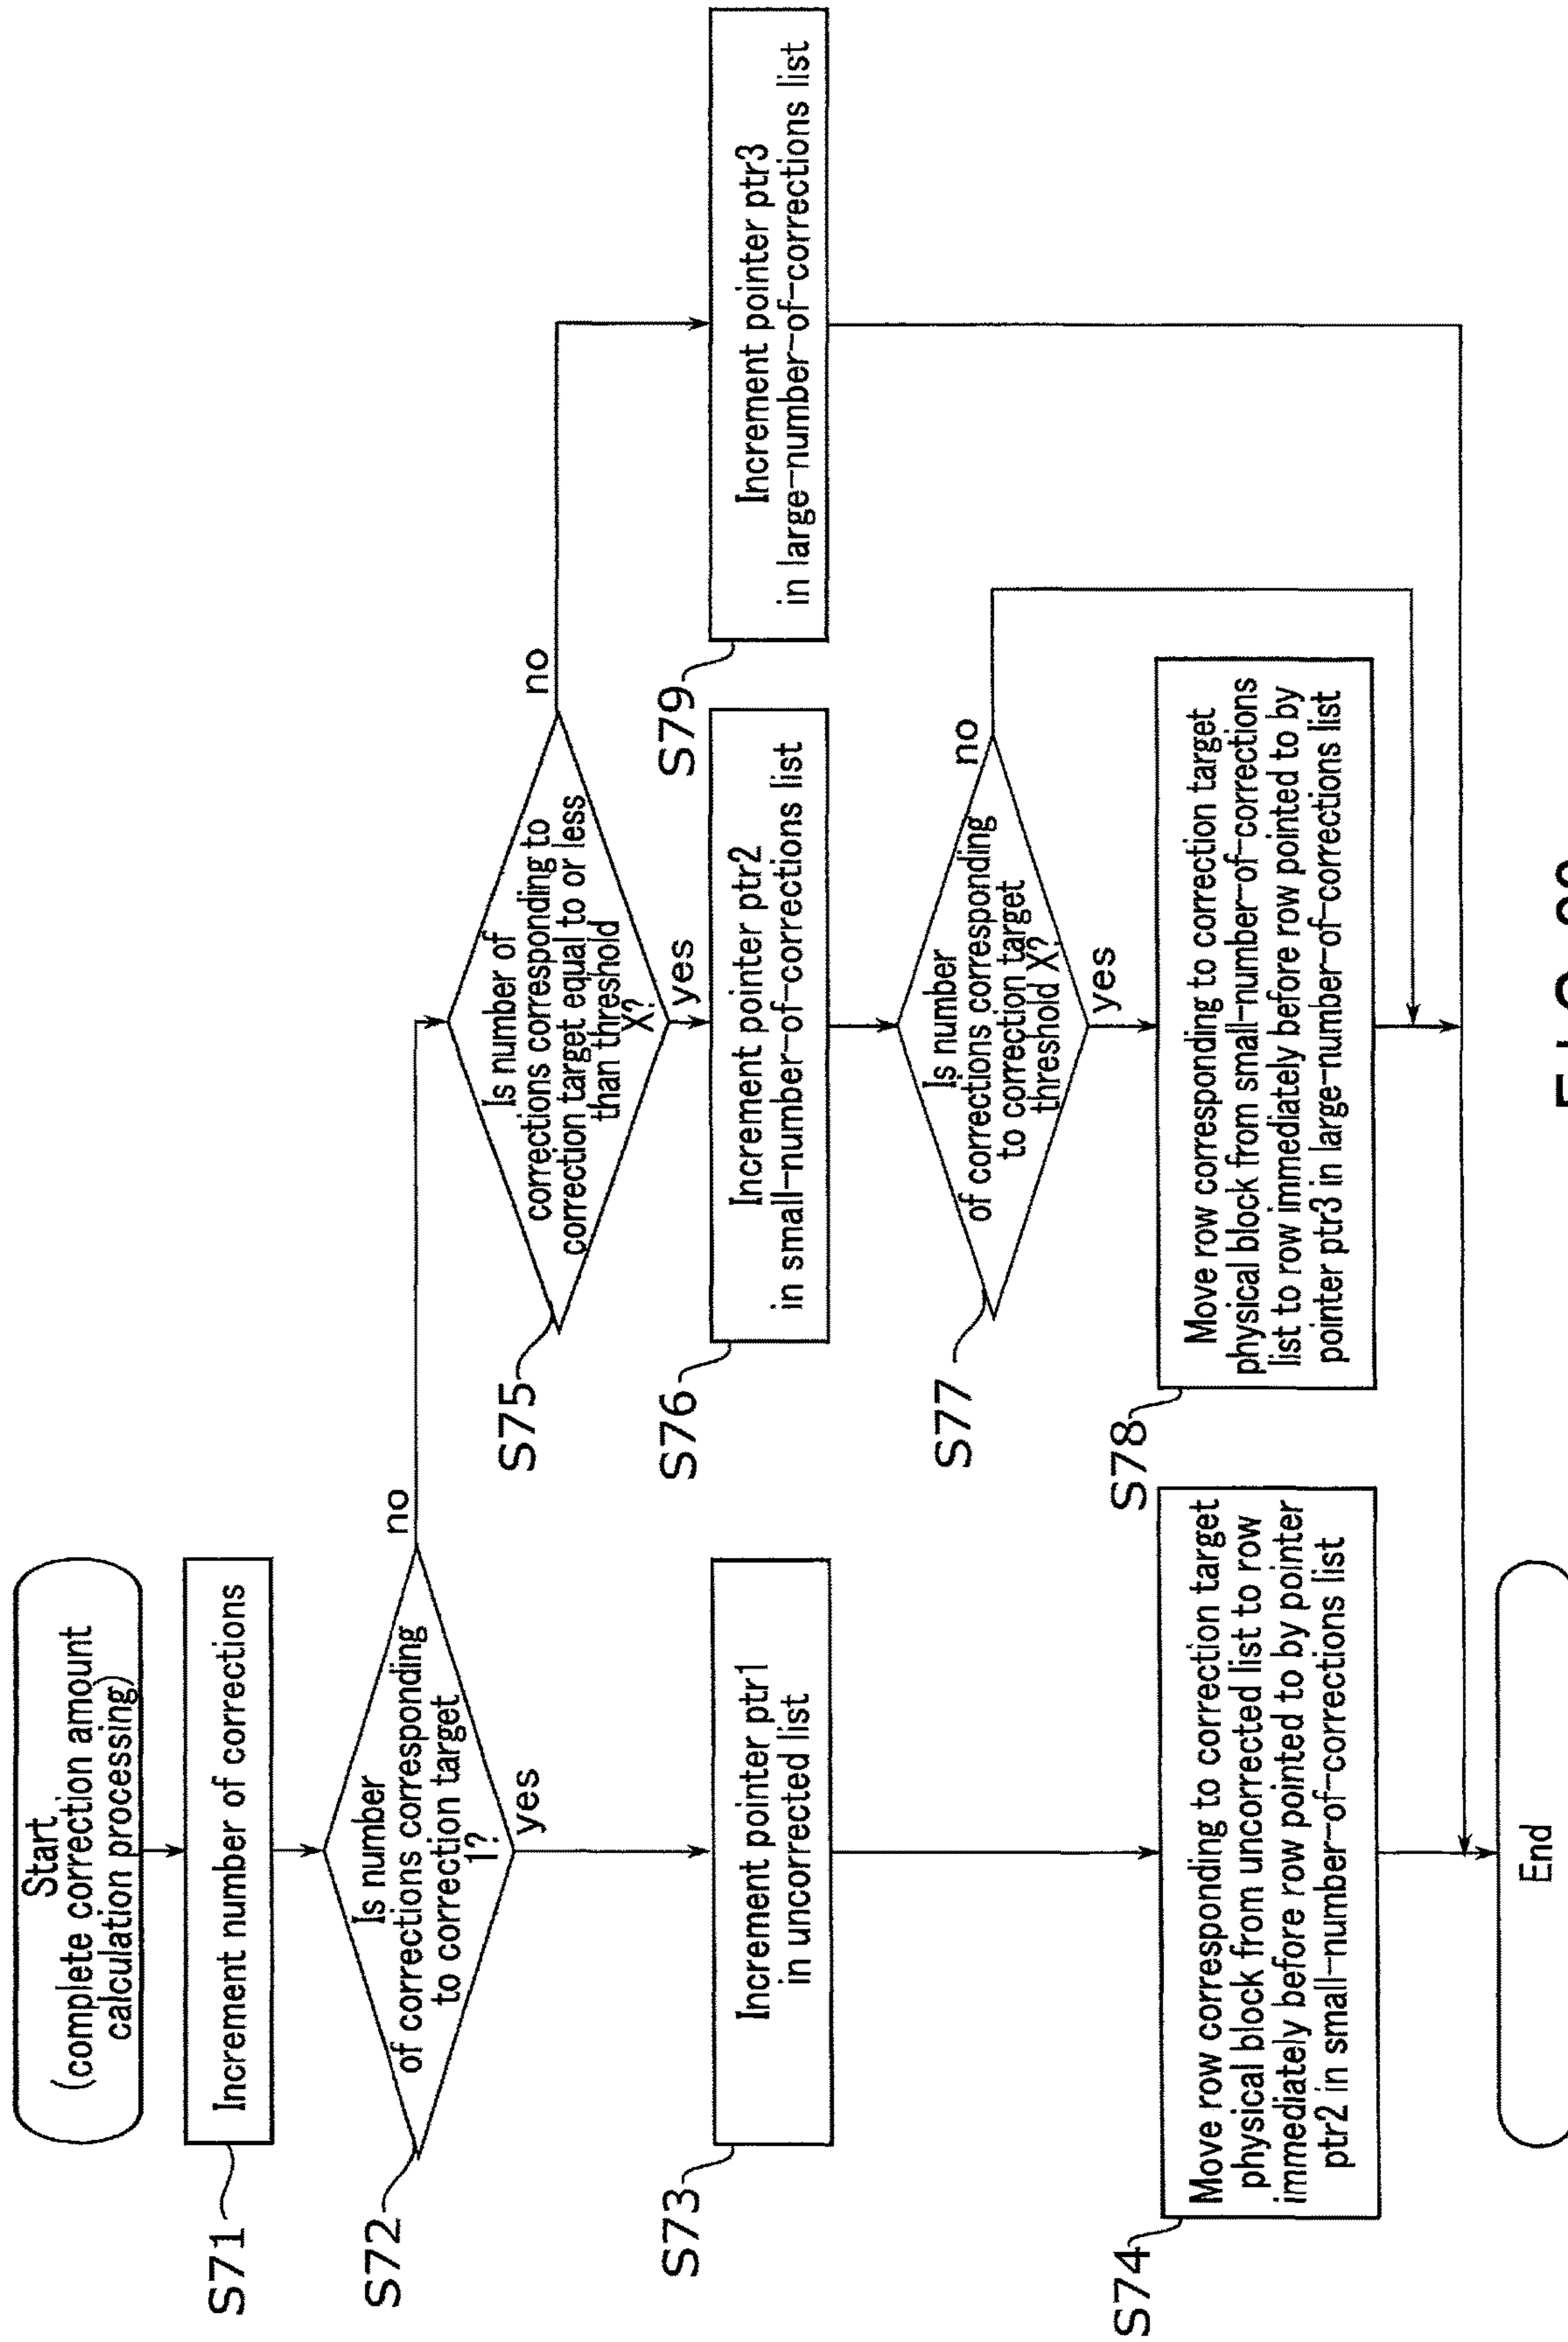 Start
(complete correction amount
calculation processing)
S71
Increment number of corrections
S72
Is number
of corrections corresponding
to correction target
1?
no
yes
S73
Increment pointer ptr1
in uncorrected list
S74
Move row corresponding to correction target
physical block from uncorrected list to row
immediately before row pointed to by pointer
ptr2 in small-number-of-corrections list
S75
Is number of
corrections corresponding to
correction target equal to or less
than threshold
X?
no
yes
S76
Increment pointer ptr2
in small-number-of-corrections list
S77
Is number
of corrections corresponding
to correction target
threshold X?
no
yes
S78
Move row corresponding to correction target
physical block from small-number-of-corrections
list to row immediately before row pointed to by
pointer ptr3 in large-number-of-corrections list
S79
Increment pointer ptr3
in large-number-of-corrections list
End